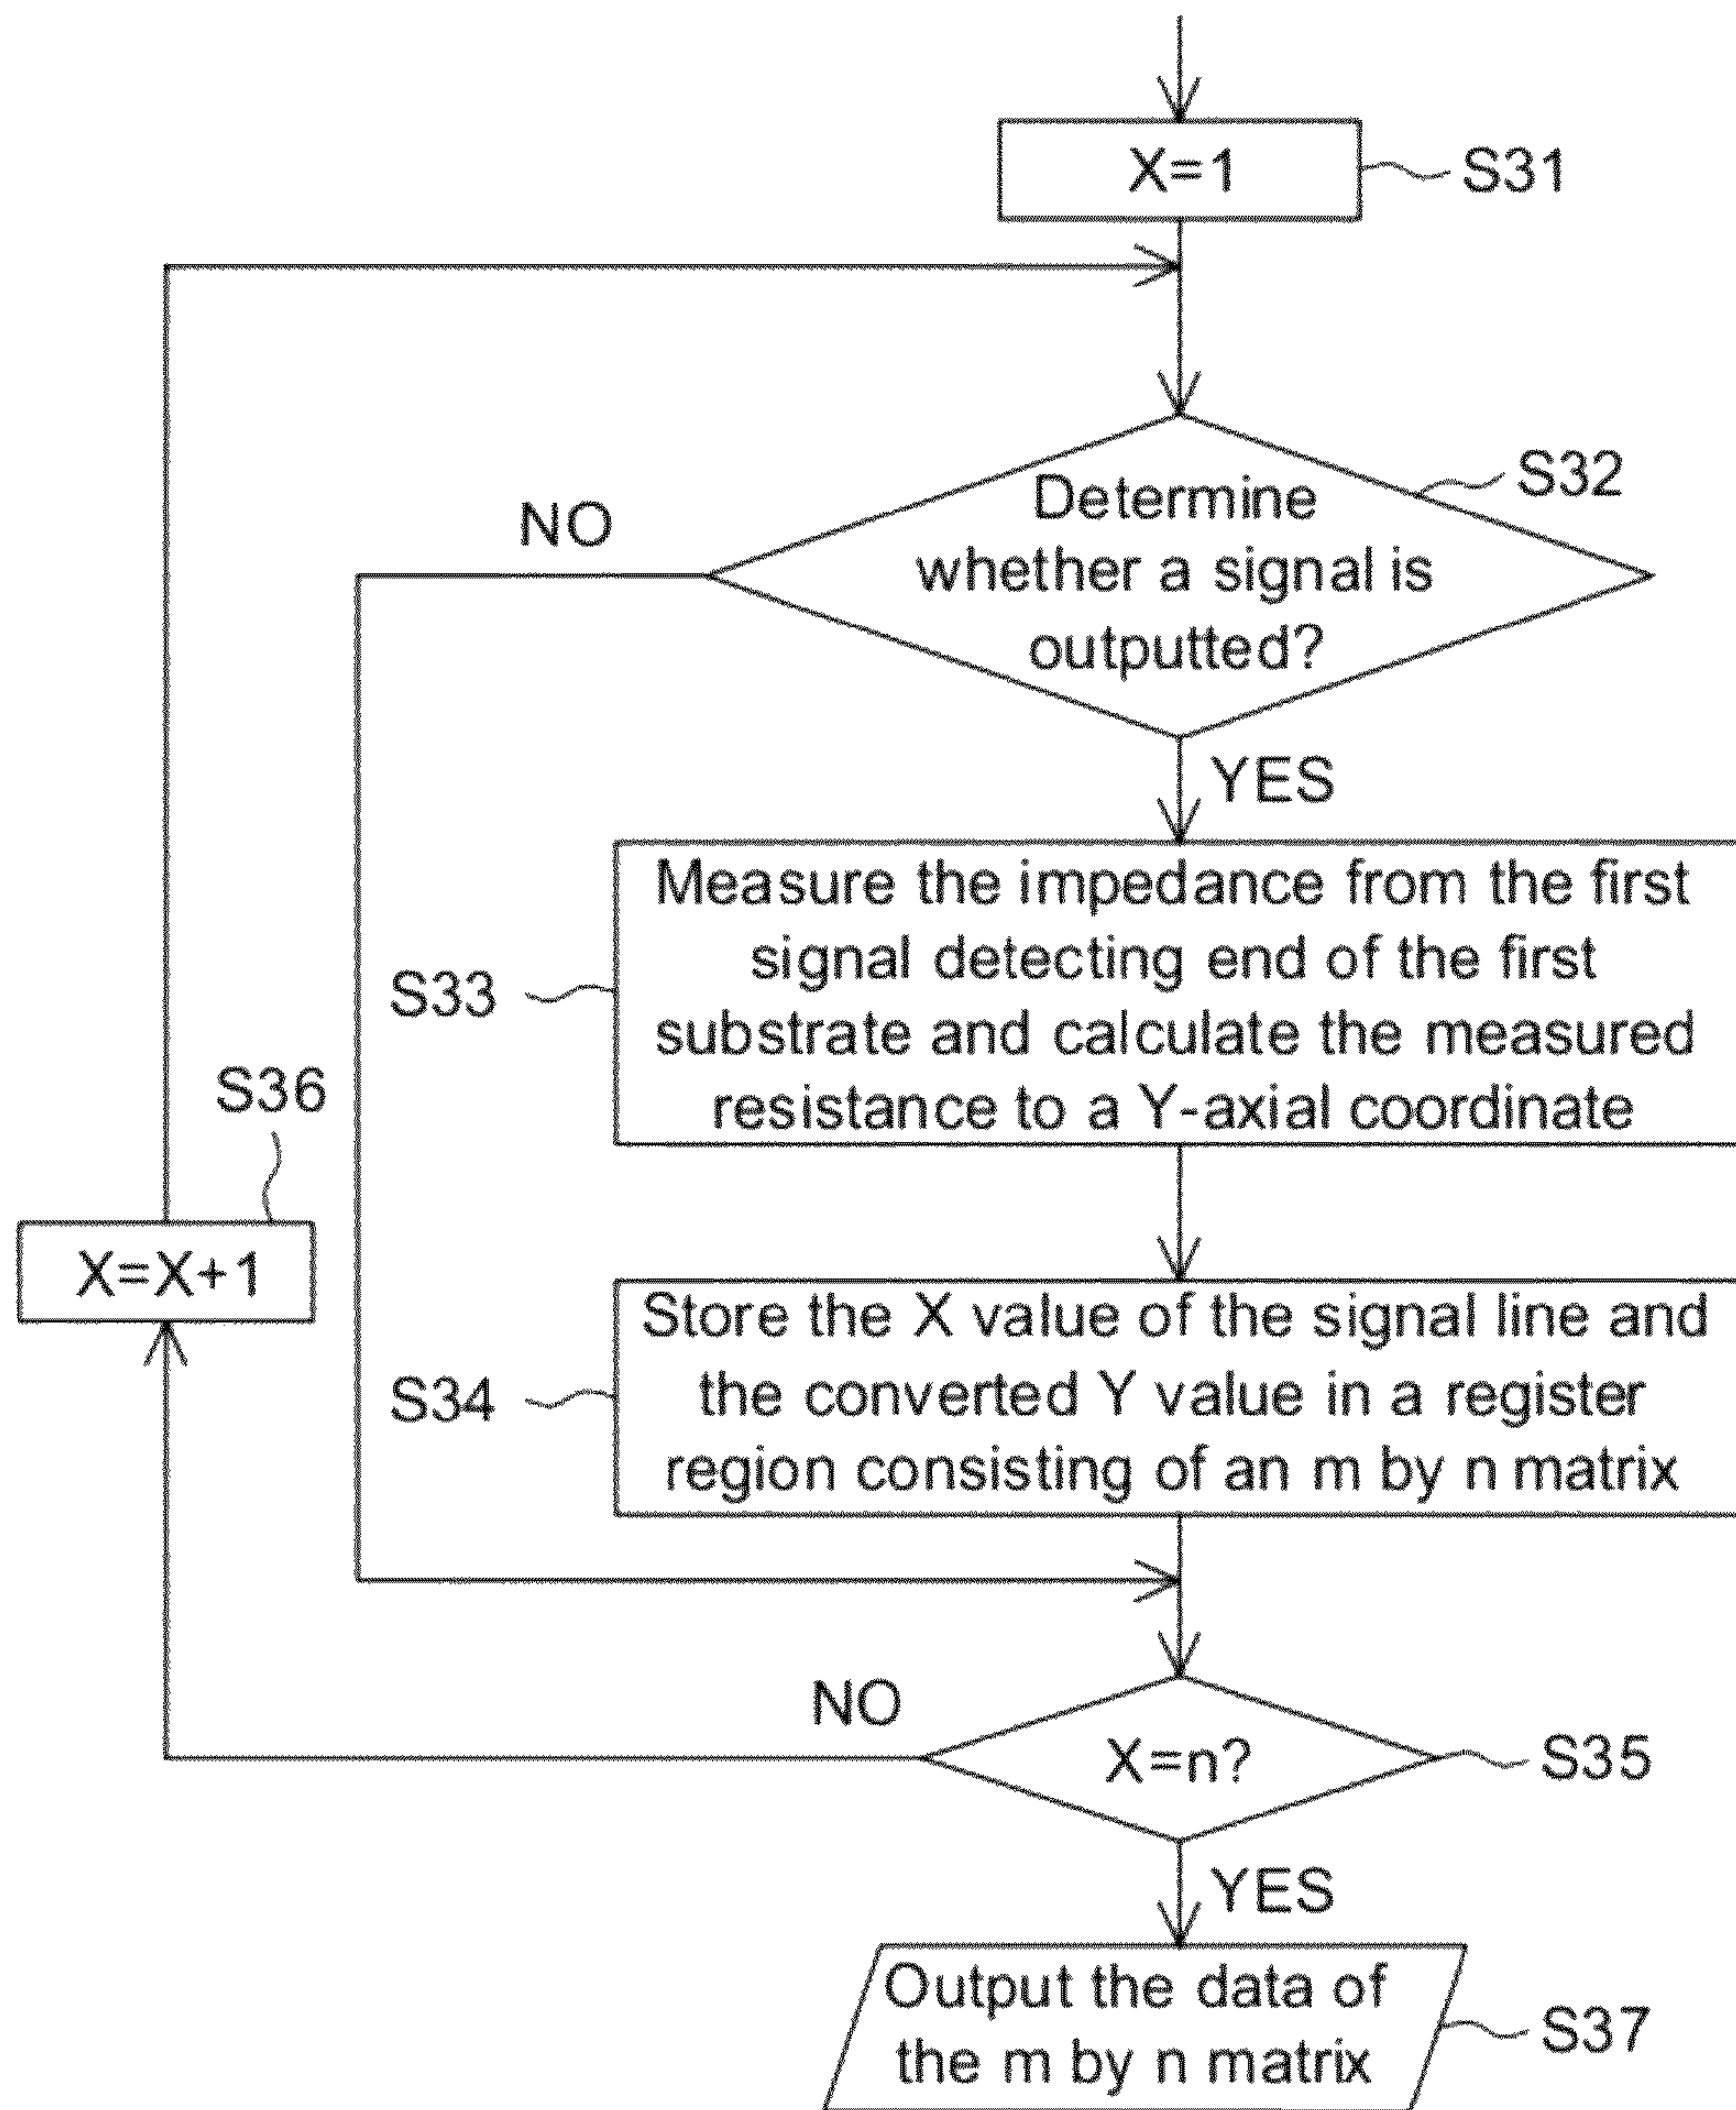 X=1
S31
Determine
whether a signal is
outputted?
S32
NO
YES
Measure the impedance from the first
signal detecting end of the first
substrate and calculate the measured
resistance to a Y-axial coordinate
S33
S36
X=X+1
Store the X value of the signal line and
the converted Y value in a register
region consisting of an m by n matrix
S34
NO
X=n?
S35
YES
Output the data of
the m by n matrix
S37